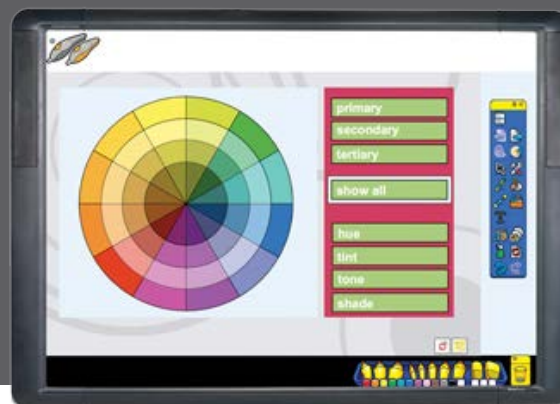 primary
secondary
tertiary
show all
hue
tint
tone
shade